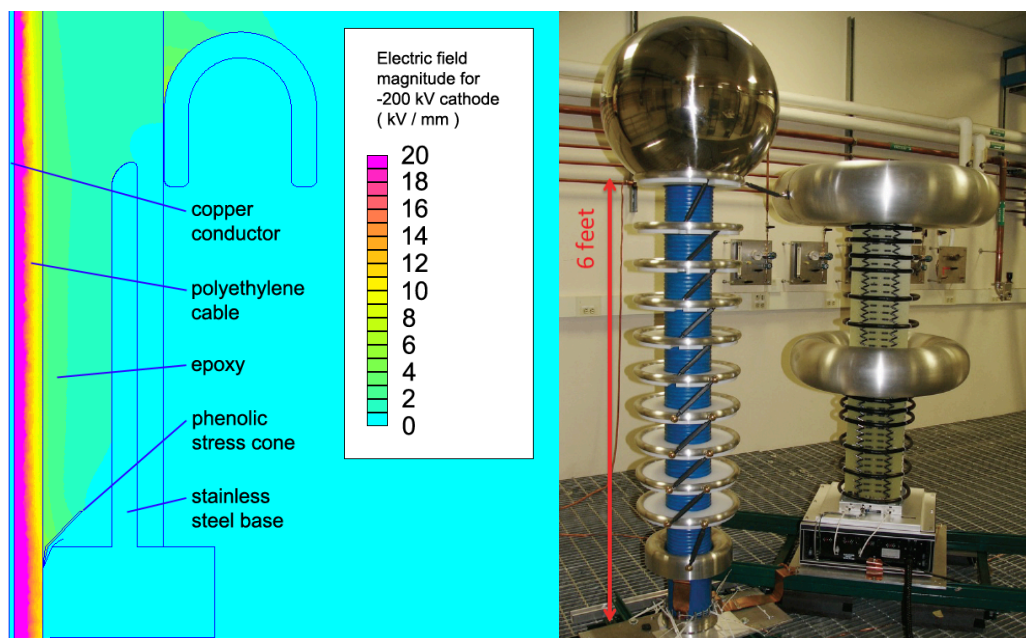 Electric field
magnitude for
-200 kV cathode
( kV / mm )
20
18
16
14
12
10
8
6
4
2
0
copper
conductor
polyethylene
cable
epoxy
phenolic
stress cone
stainless
steel base
6 feet